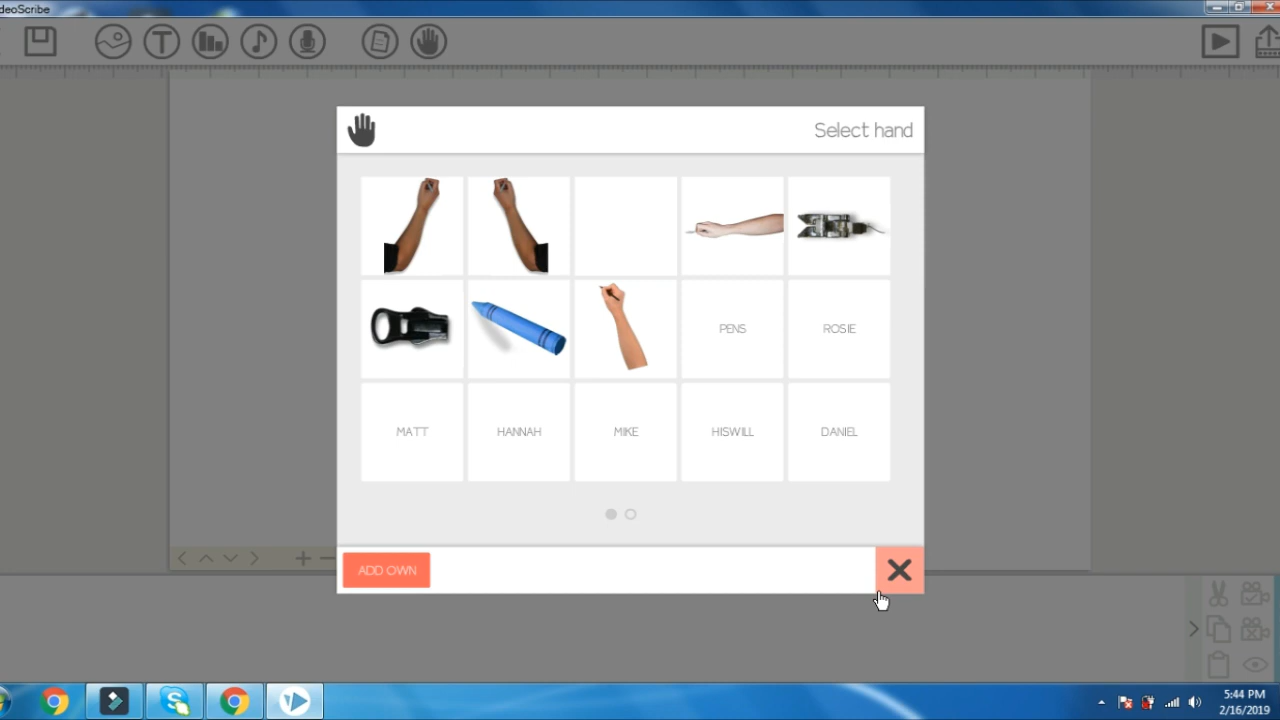 deoScribe
T
Select hand
PENS
ROSIE
MATT
HANNAH
MIKE
HISWILL
DANIEL
ADD OWN
5:44 PM
2/16/2019